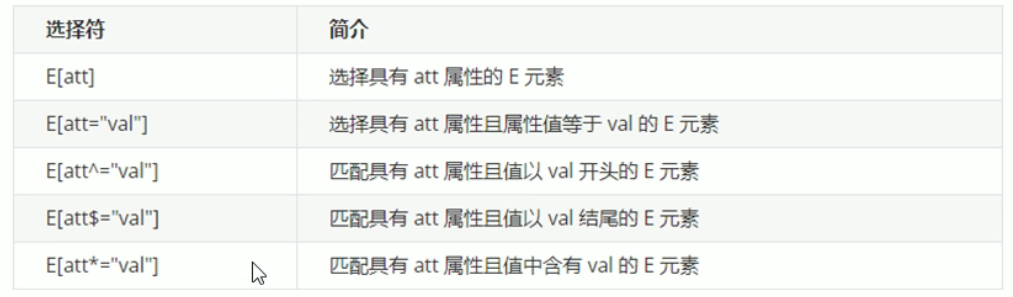 选择符 简介
E[att] 选择具有 att 属性的 E 元素
E[att="val"] 选择具有 att 属性且属性值等于 val 的 E 元素
E[att^="val"] 匹配具有 att 属性且值以 val 开头的 E 元素
E[att$="val"] 匹配具有 att 属性且值以 val 结尾的 E 元素
E[att*="val"] 匹配具有 att 属性且值中含有 val 的 E 元素